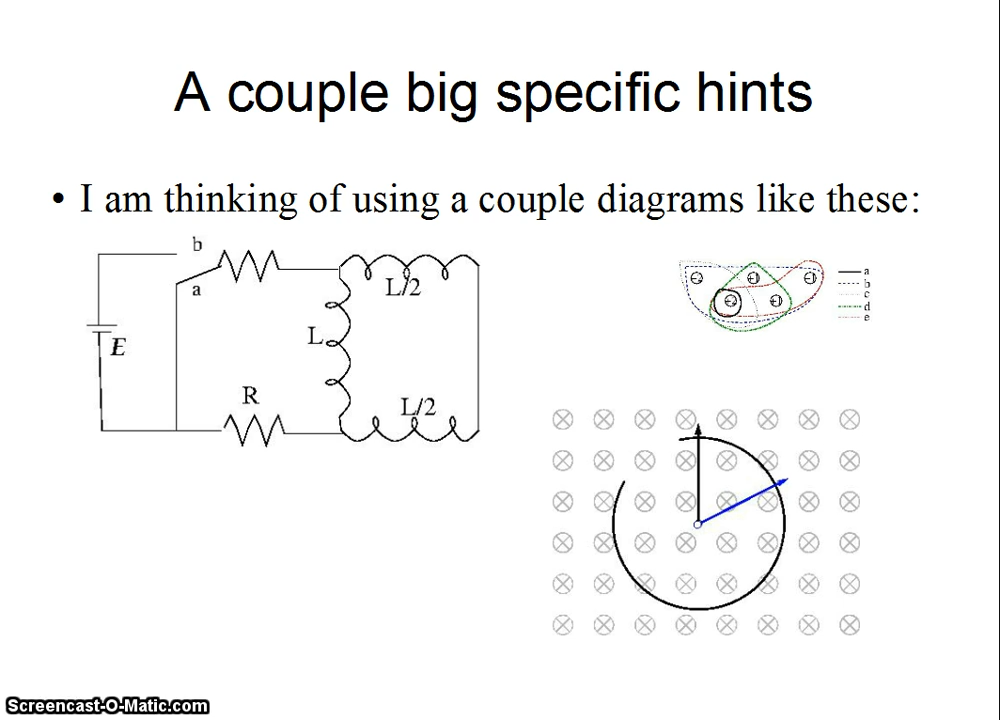 A couple big specific hints
• I am thinking of using a couple diagrams like these:
b
a
E
R
L
L/2
L/2
a
b
c
d
e
Screencast-O-Matic.com